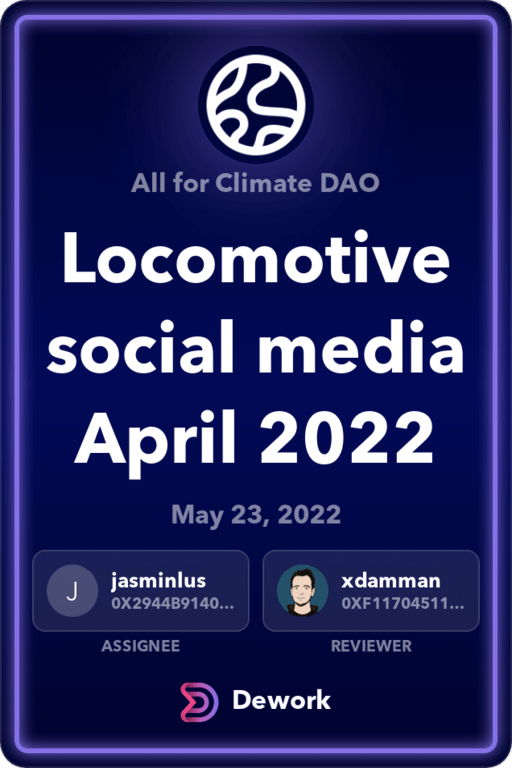 All for Climate DAO
Locomotive
social media
April 2022
May 23, 2022
J
jasminlus
0X2944B9140...
xdamman
0XF11704511...
ASSIGNEE
REVIEWER
Dework